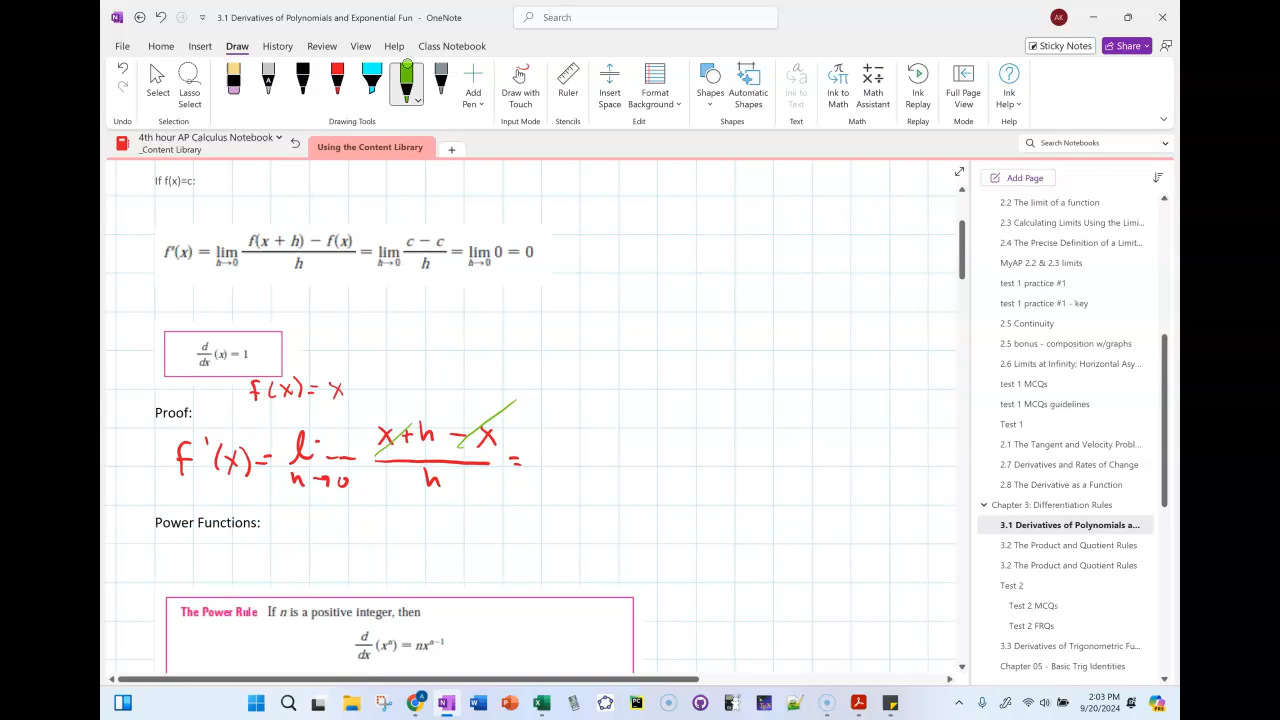 3.1 Derivatives of Polynomials and Exponential Fun - OneNote
Search
AK
File Home Insert Draw History Review View Help Class Notebook
Sticky Notes Share
Select Lasso Select Add Pen Draw with Touch Ruler Insert Space Format Background Shapes Automatic Shapes Ink to Text Ink to Math Math Assistant Ink Replay Full Page View Ink Help
Undo Selection Drawing Tools Input Mode Stencils Edit Shapes Text Math Replay Mode Help
4th hour AP Calculus Notebook
_Content Library
Using the Content Library
Search Notebooks
Add Page
If f(x)=c:
f'(x) = lim h→0 f(x + h) − f(x) / h = lim h→0 c − c / h = lim h→0 0 = 0
d/dx (x) = 1
f(x) = x
Proof:
f'(x) = lim h→0 x+h − x / h =
Power Functions:
The Power Rule If n is a positive integer, then
d/dx (xⁿ) = nxⁿ⁻¹
2.2 The limit of a function
2.3 Calculating Limits Using the Limi...
2.4 The Precise Definition of a Limit...
MyAP 2.2 & 2.3 limits
test 1 practice #1
test 1 practice #1 - key
2.5 Continuity
2.5 bonus - composition w/graphs
2.6 Limits at Infinity: Horizontal Asy...
test 1 MCQs
test 1 MCQs guidelines
Test 1
2.1 The Tangent and Velocity Probl...
2.7 Derivatives and Rates of Change
2.8 The Derivative as a Function
Chapter 3: Differentiation Rules
3.1 Derivatives of Polynomials a...
3.2 The Product and Quotient Rules
3.2 The Product and Quotient Rules
Test 2
Test 2 MCQs
Test 2 FRQs
3.3 Derivatives of Trigonometric Fu...
Chapter 05 - Basic Trig Identities
2:03 PM
9/20/2024